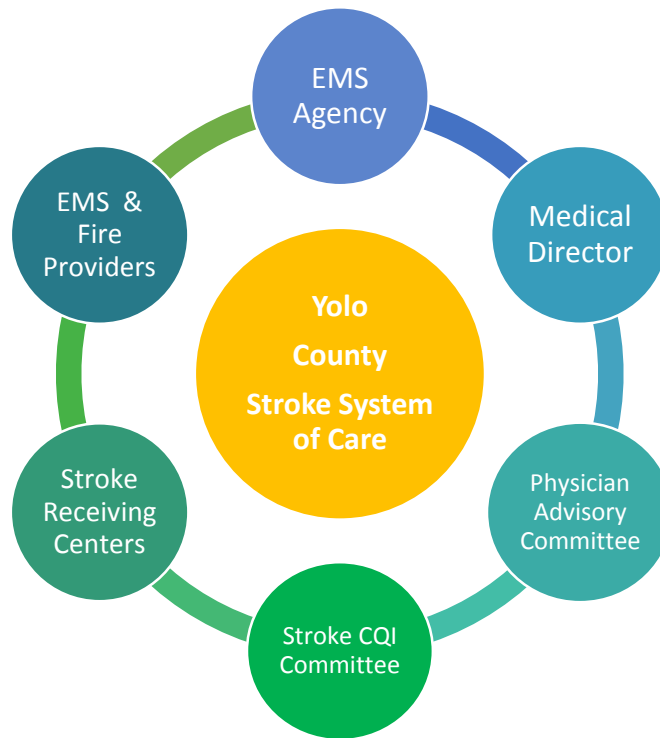 EMS
Agency
Medical
Director
Physician
Advisory
Committee
Stroke CQI
Committee
Stroke
Receiving
Centers
EMS & 
Fire
Providers
Yolo
County
Stroke System
of Care